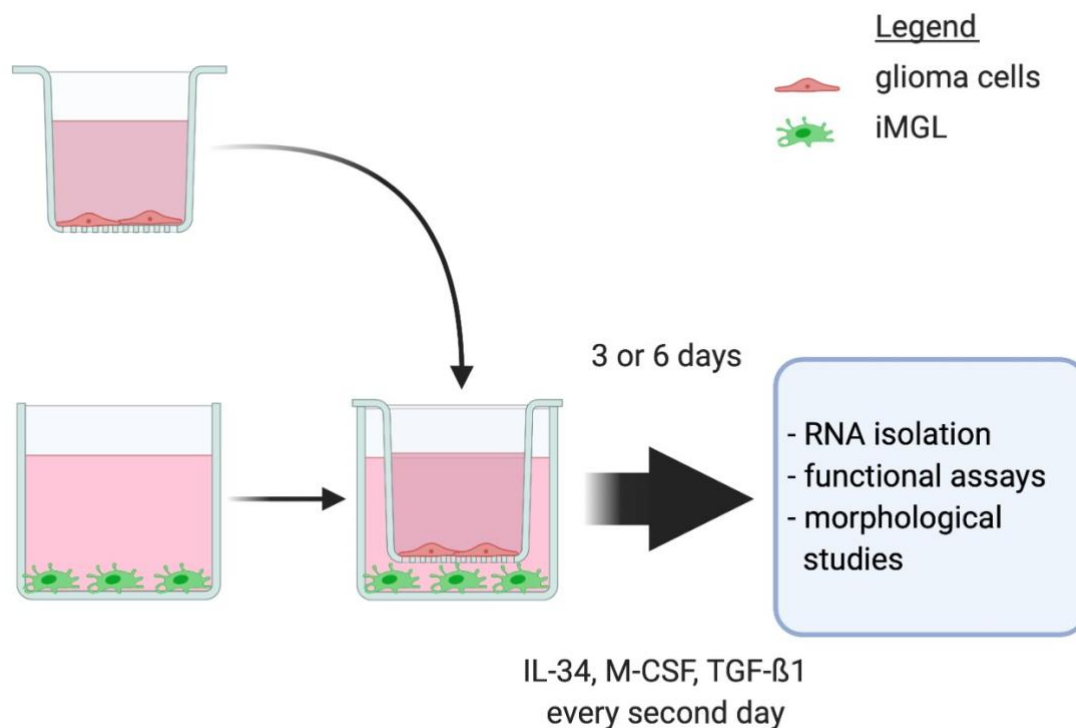 Legend
glioma cells
iMGL
3 or 6 days
- RNA isolation
- functional assays
- morphological
studies
IL-34, M-CSF, TGF-ß1
every second day